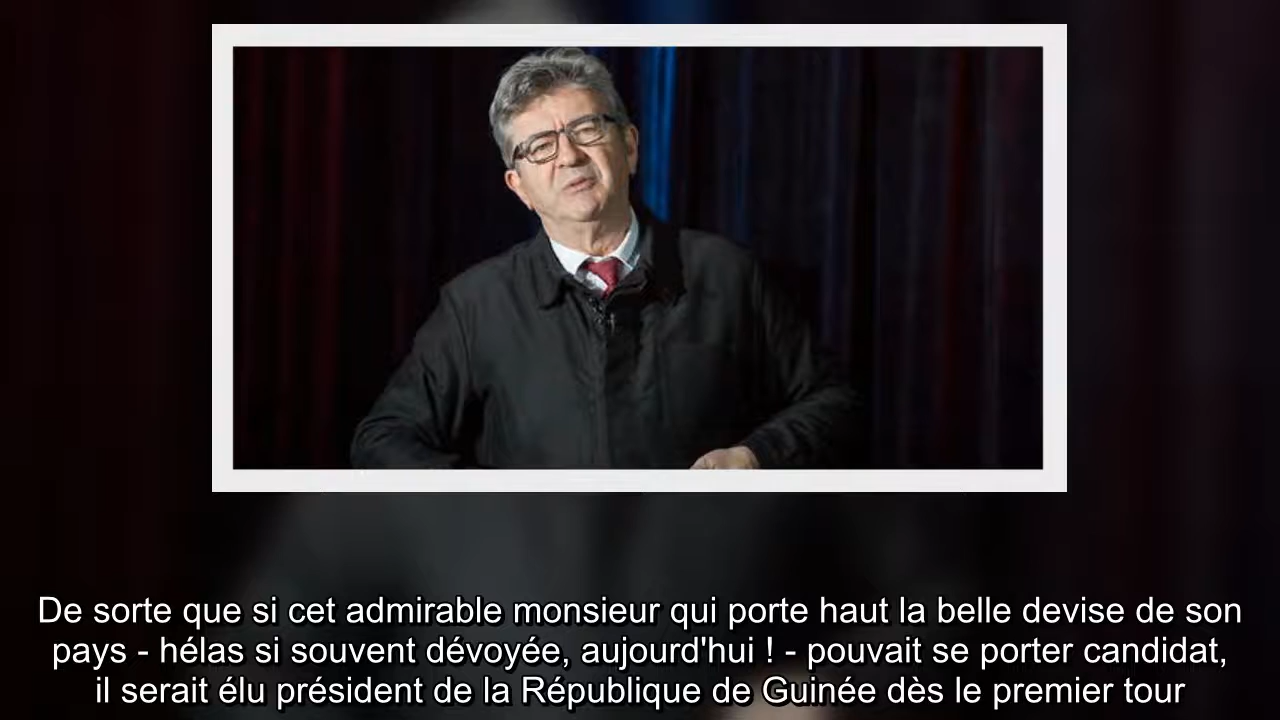 De sorte que si cet admirable monsieur qui porte haut la belle devise de son
pays - hélas si souvent dévoyée, aujourd'hui ! - pouvait se porter candidat,
il serait élu président de la République de Guinée dès le premier tour